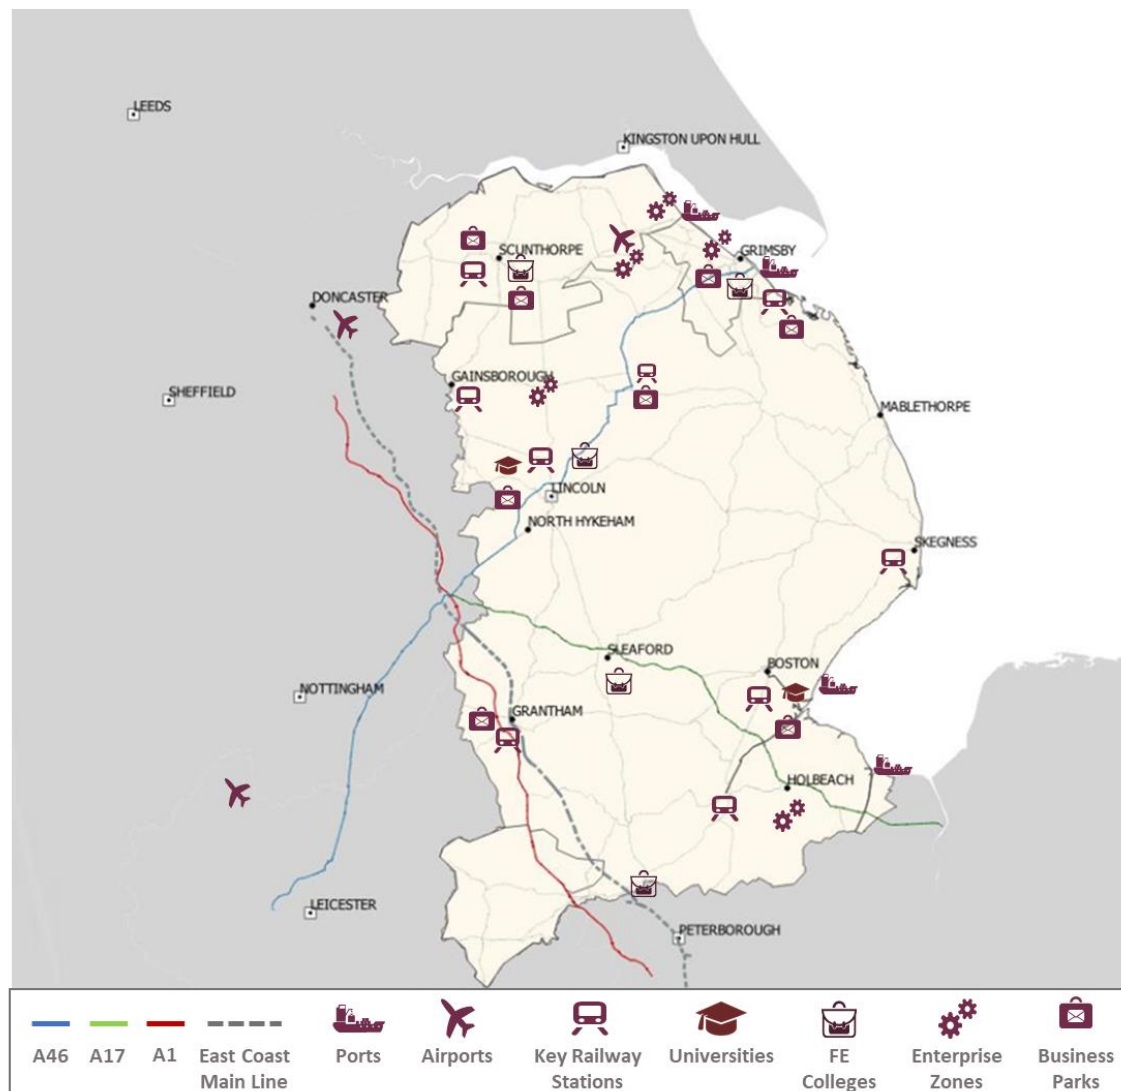 LEEDS
KINGSTON UPON HULL
SCUNTHORPE
GRIMSBY
DONCASTER
GAINSBOROUGH
SHEFFIELD
MABLETHORPE
LINCOLN
NORTH HYKEHAM
SKEGNESS
SLEAFORD
BOSTON
NOTTINGHAM
GRANTHAM
HOLBEACH
LEICESTER
PETERBOROUGH
A46
A17
A1
East Coast
Main Line
Ports
Airports
Key Railway
Stations
Universities
FE
Colleges
Enterprise
Zones
Business
Parks